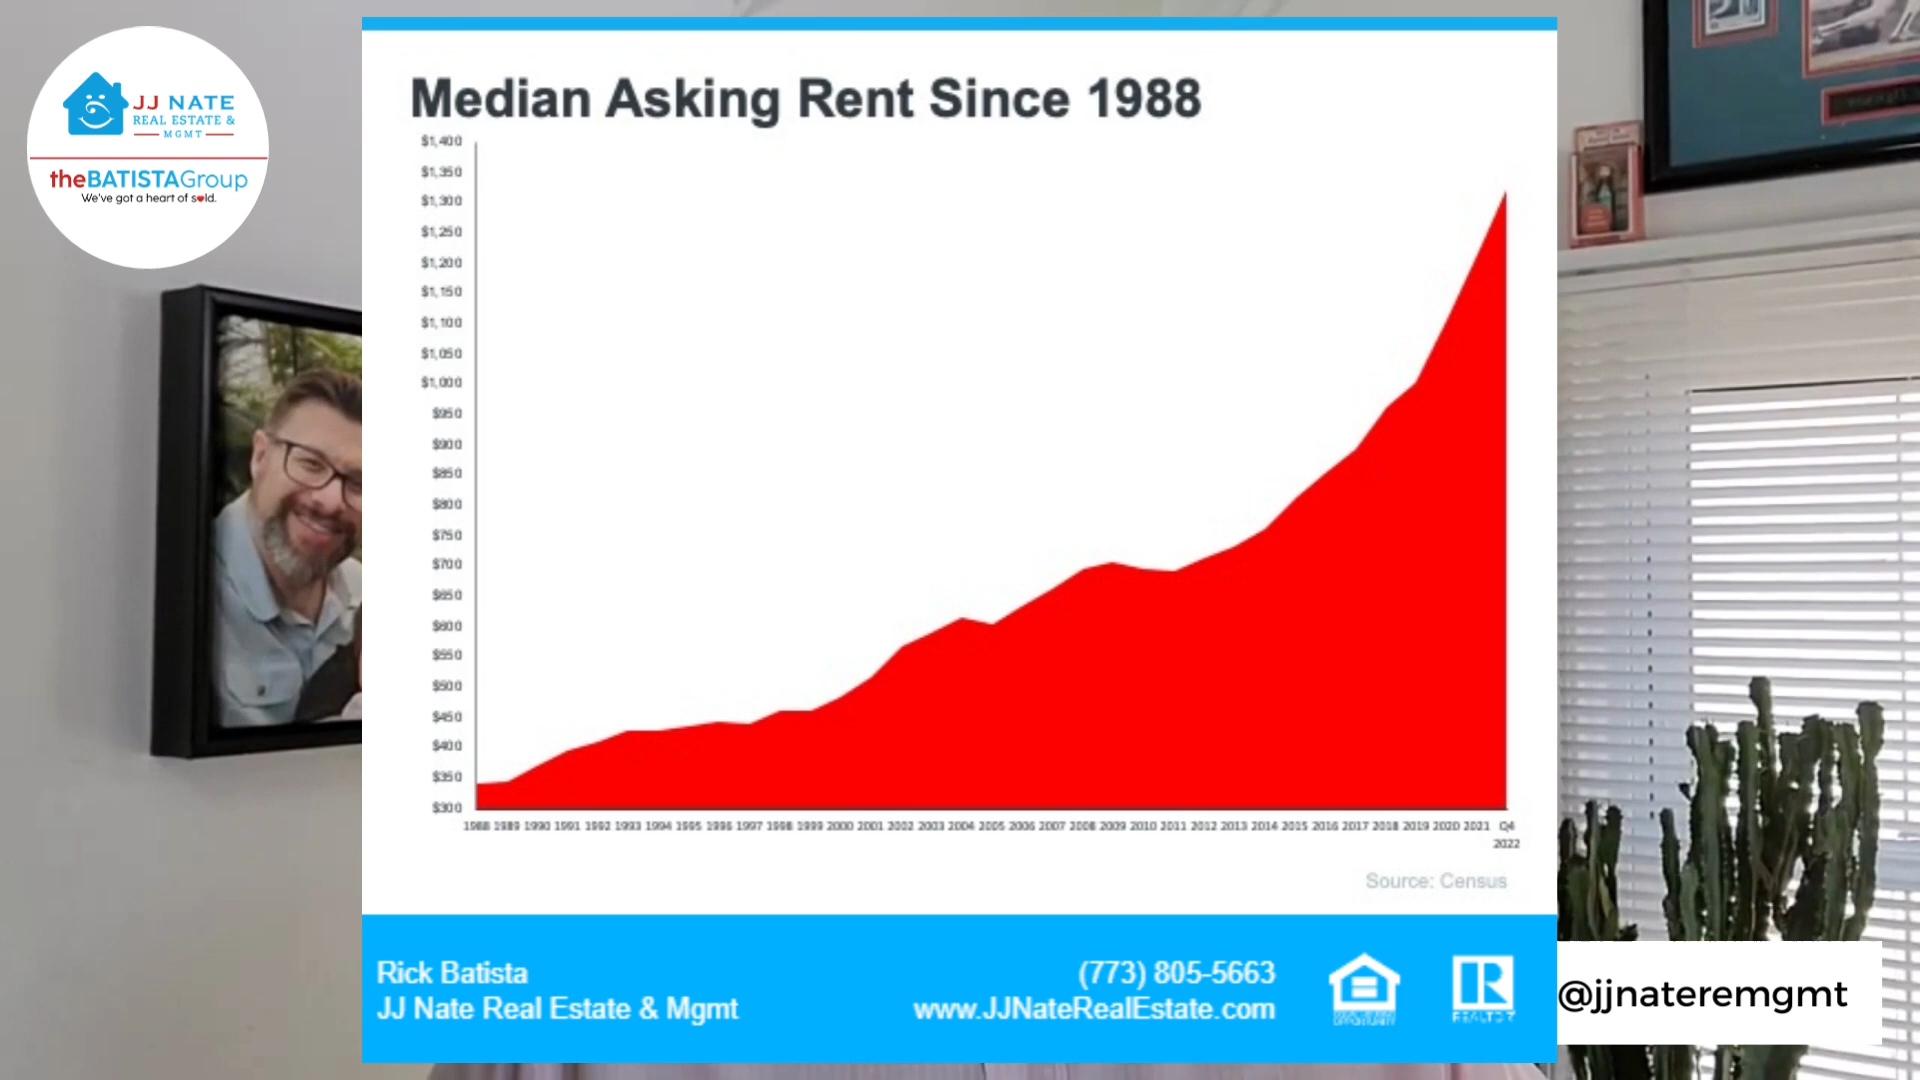 JJ NATE
REAL ESTATE &
MGMT
theBATISTAGroup
We've got a heart of sold.
Median Asking Rent Since 1988
$1,400
$1,350
$1,300
$1,250
$1,200
$1,150
$1,100
$1,050
$1,000
$950
$900
$850
$800
$750
$700
$650
$600
$550
$500
$450
$400
$350
$300
1988 1989 1990 1991 1992 1993 1994 1995 1996 1997 1998 1999 2000 2001 2002 2003 2004 2005 2006 2007 2008 2009 2010 2011 2012 2013 2014 2015 2016 2017 2018 2019 2020 2021 Q4
2022
Source: Census
Rick Batista
JJ Nate Real Estate & Mgmt
(773) 805-5663
www.JJNateRealEstate.com
OPPORTUNITY
R
REALTOR
@jjnateremgmt